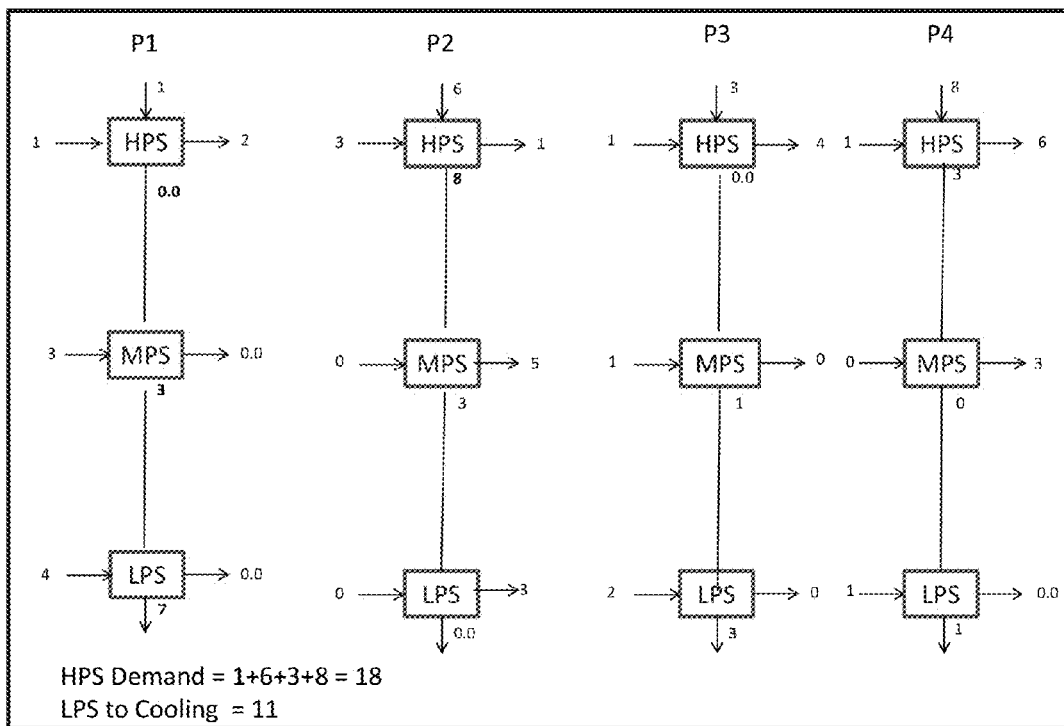 P1 P2 P3 P4
1 6 3 8
1 HPS 2 3 HPS 1 1 HPS 4 1 HPS 6
0.0 8 0.0 3
3 MPS 0.0 0 MPS 5 1 MPS 0 0 MPS 3
3 3 1 0
4 LPS 0.0 0 LPS 3 2 LPS 0 1 LPS 0.0
7 0.0 3 1
HPS Demand = 1+6+3+8 = 18
LPS to Cooling = 11